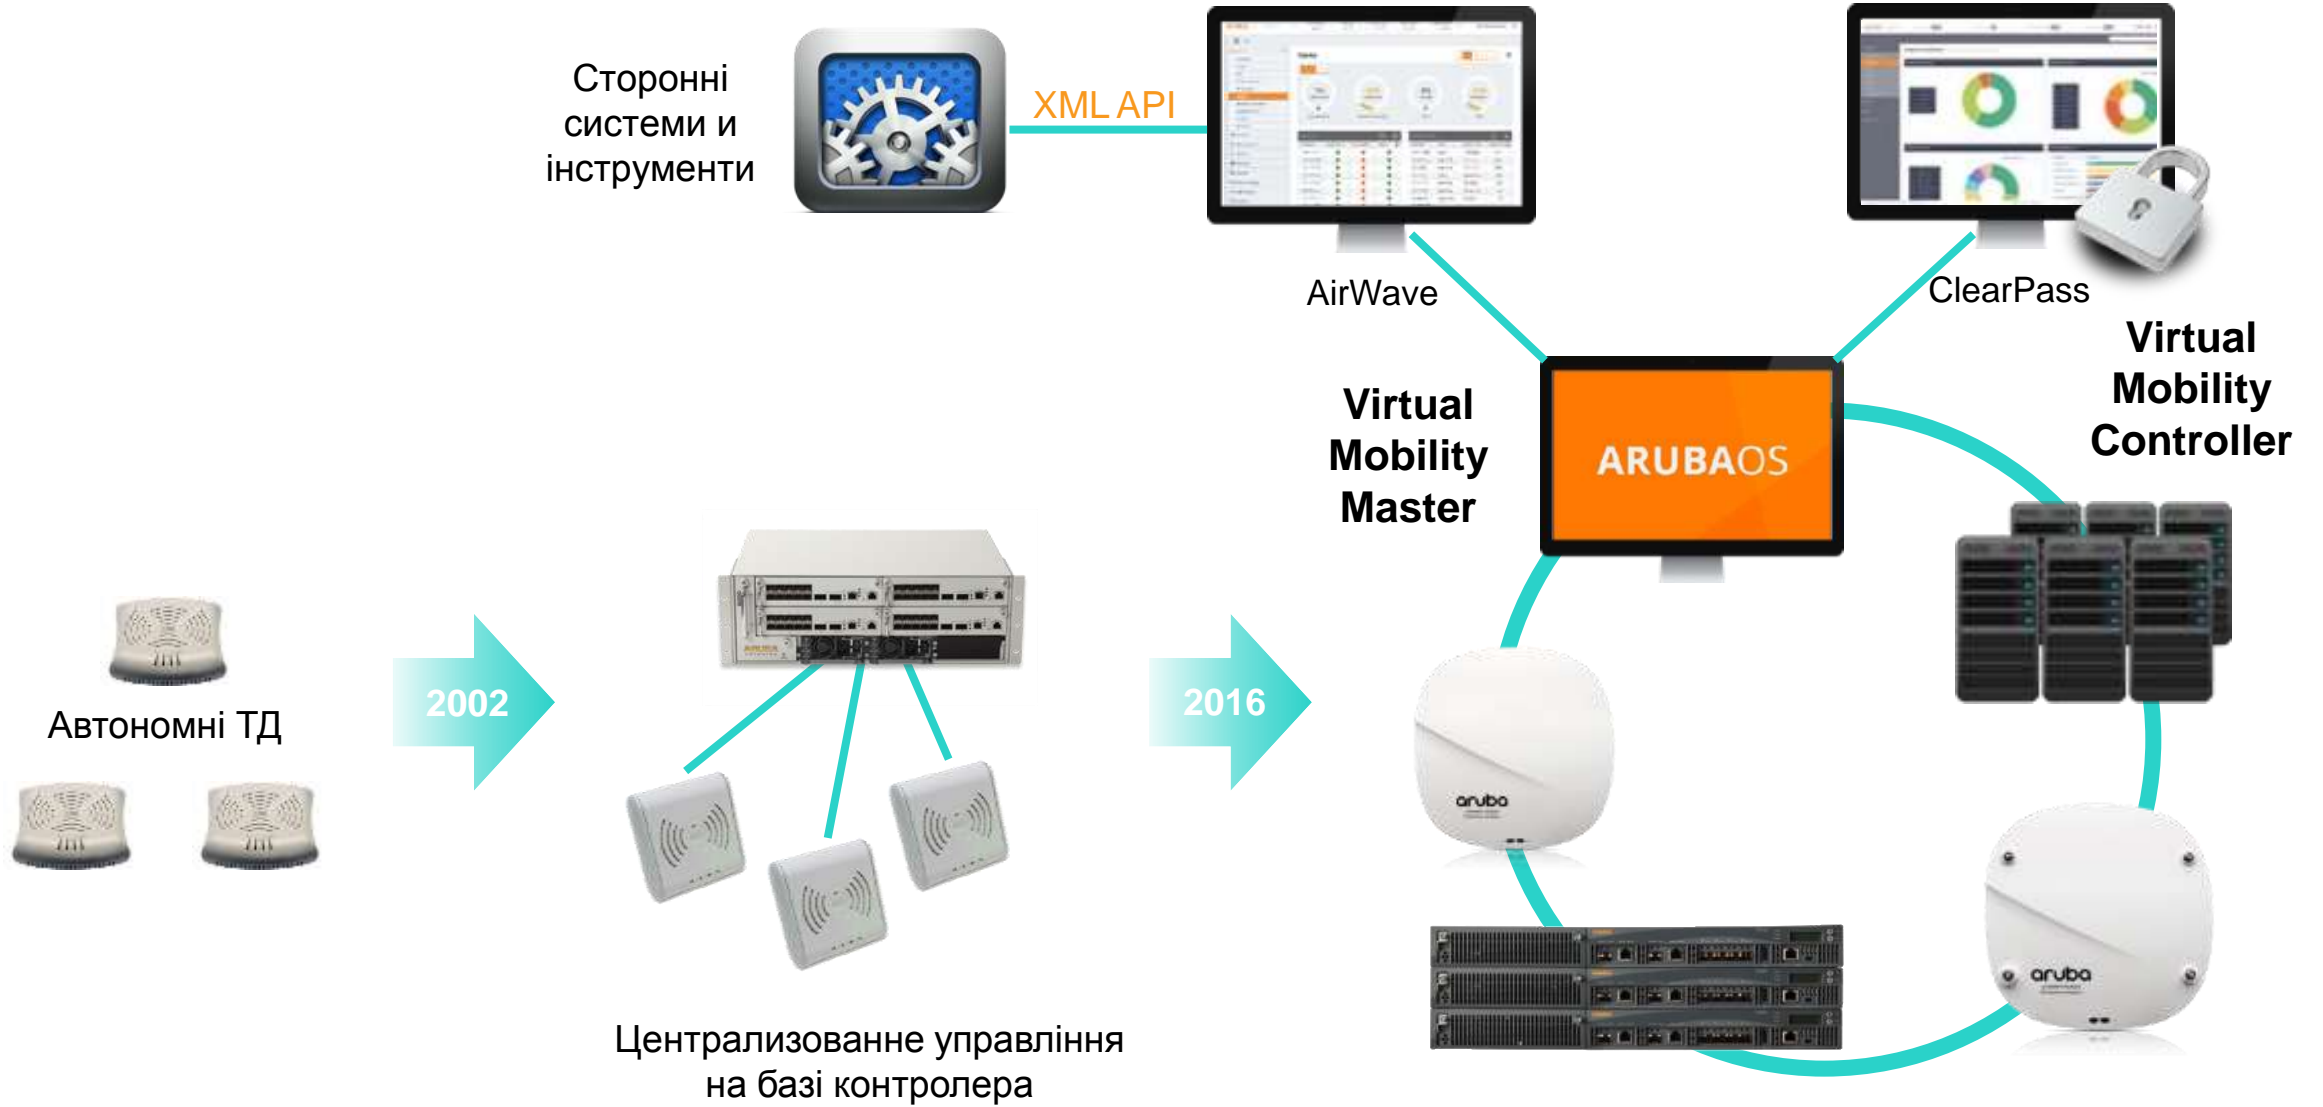 Сторонні
системи и
інструменти
XML API
AirWave
ClearPass
Virtual
Mobility
Controller
Virtual
Mobility
Master
ARUBAOS
Автономні ТД
2002
ARUBA
2016
Централизованне управління
на базі контролера
aruba
aruba